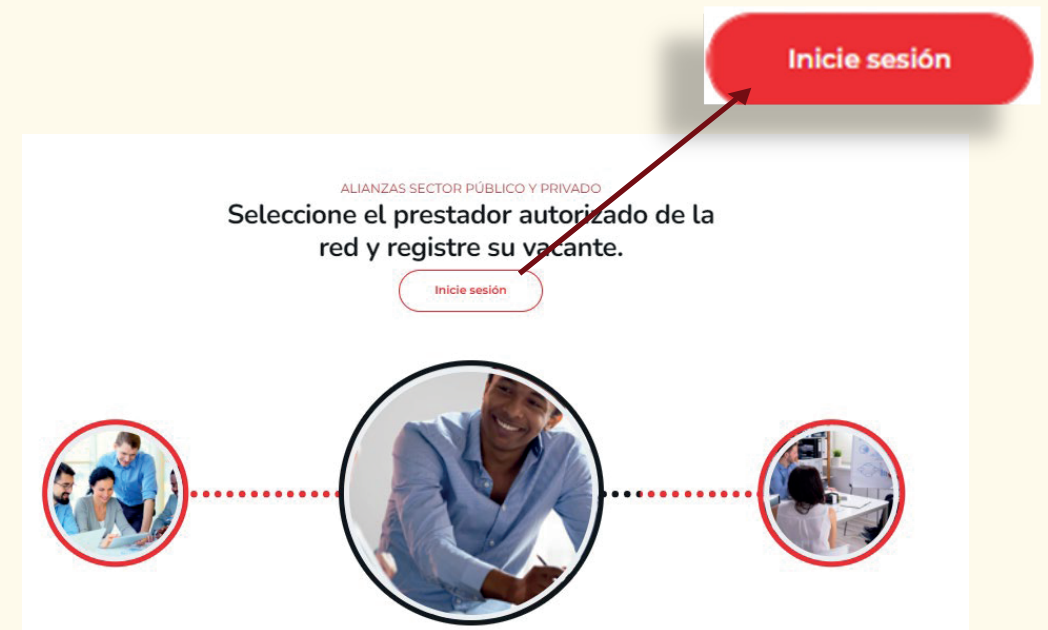 Inicie sesión
ALIANZAS SECTOR PÚBLICO Y PRIVADO
Seleccione el prestador autorizado de la
red y registre su vacante.
Inicie sesión